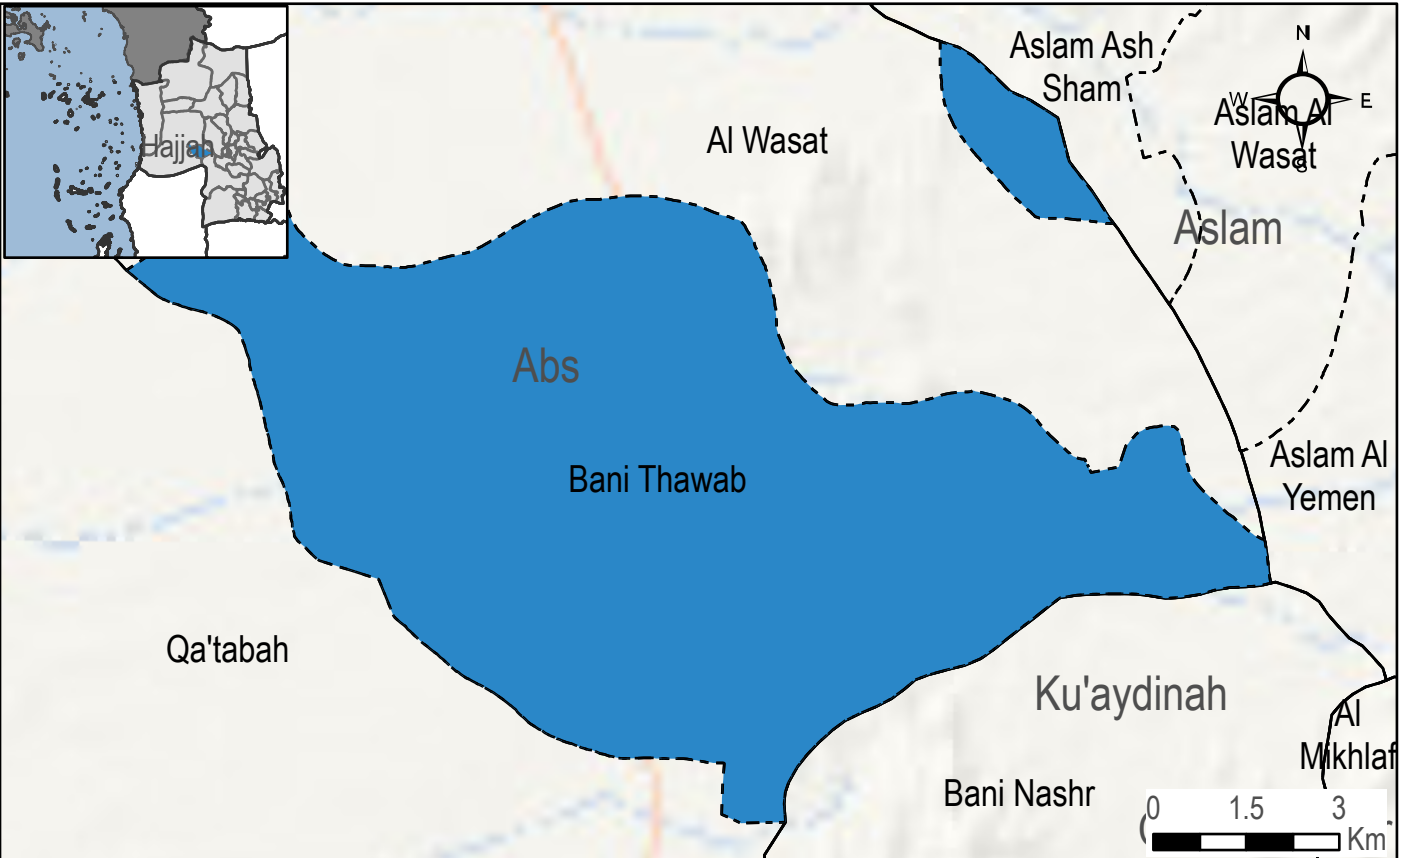 Aslam Ash
Sham
N
W
E
S
Aslam Al
Wasat
Al Wasat
Hajjah
Aslam
Abs
Bani Thawab
Aslam Al
Yemen
Qa'tabah
Ku'aydinah
Al
Mikhlaf
Bani Nashr
0 1.5 3
Km